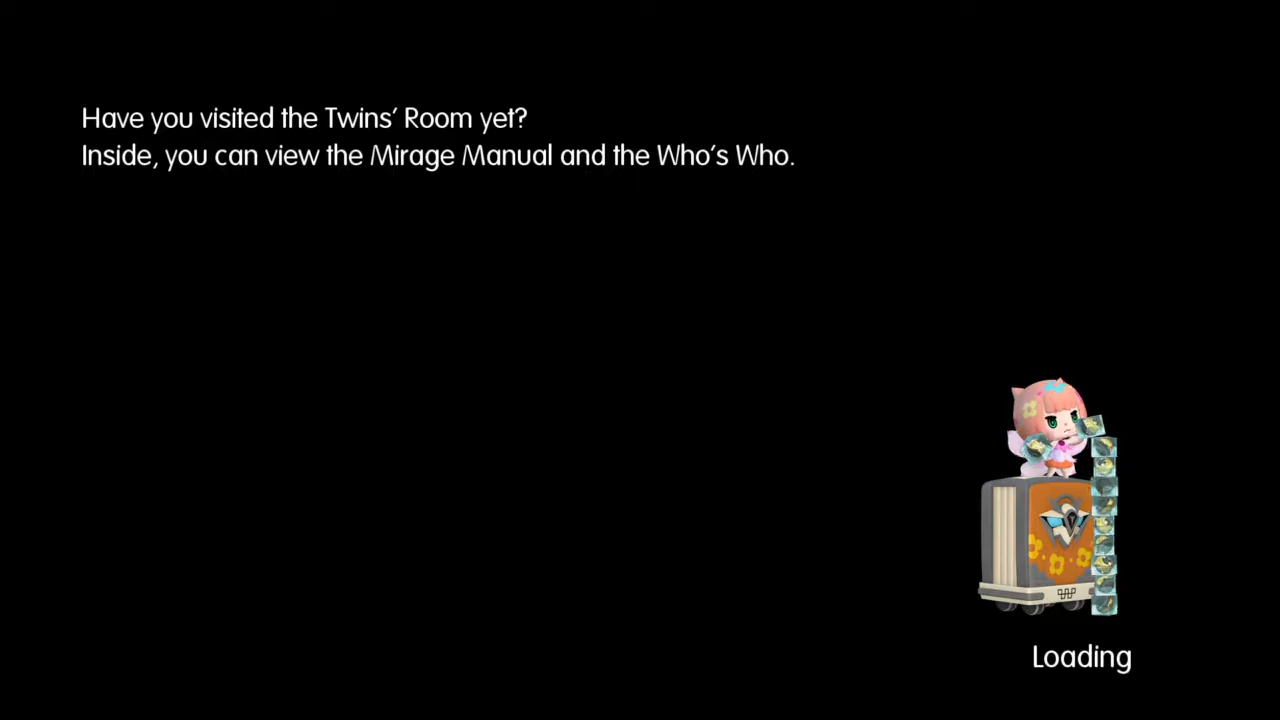 Have you visited the Twins’ Room yet?
Inside, you can view the Mirage Manual and the Who’s Who.
Loading